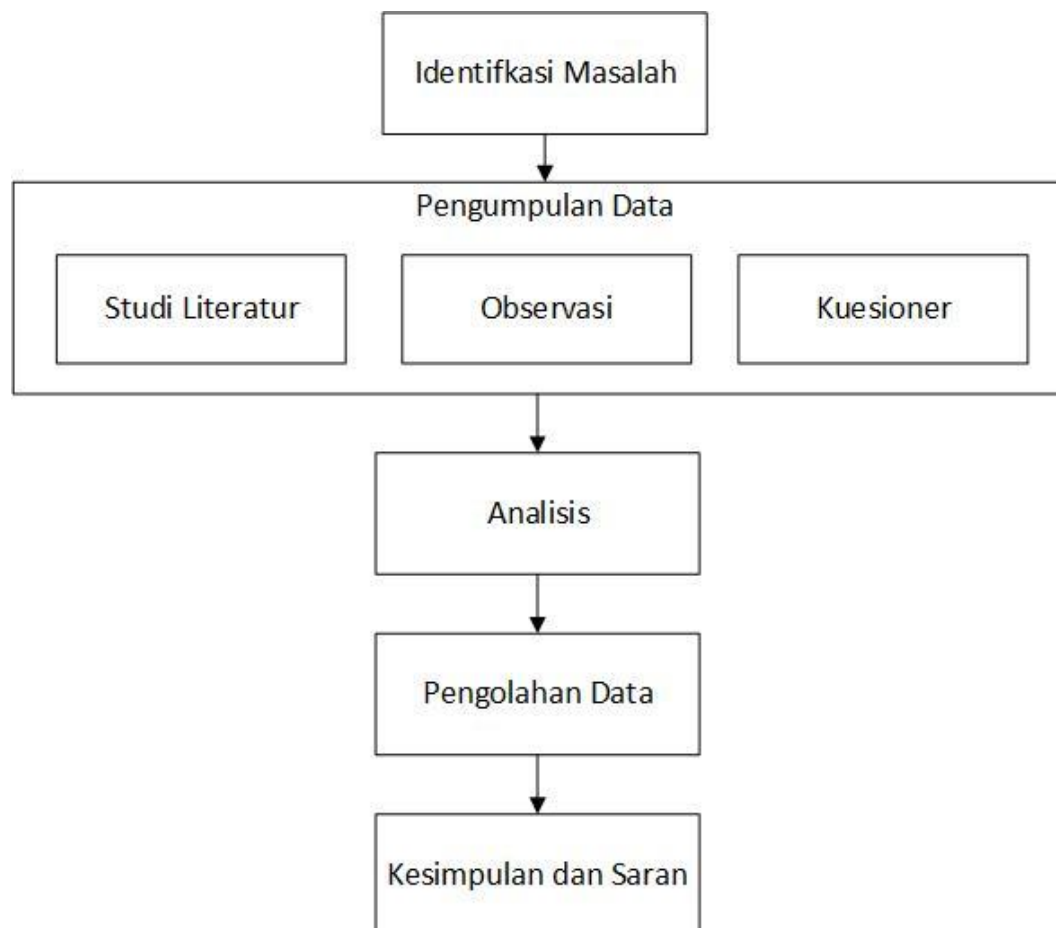 Identifkasi Masalah
Pengumpulan Data
Studi Literatur
Observasi
Kuesioner
Analisis
Pengolahan Data
Kesimpulan dan Saran